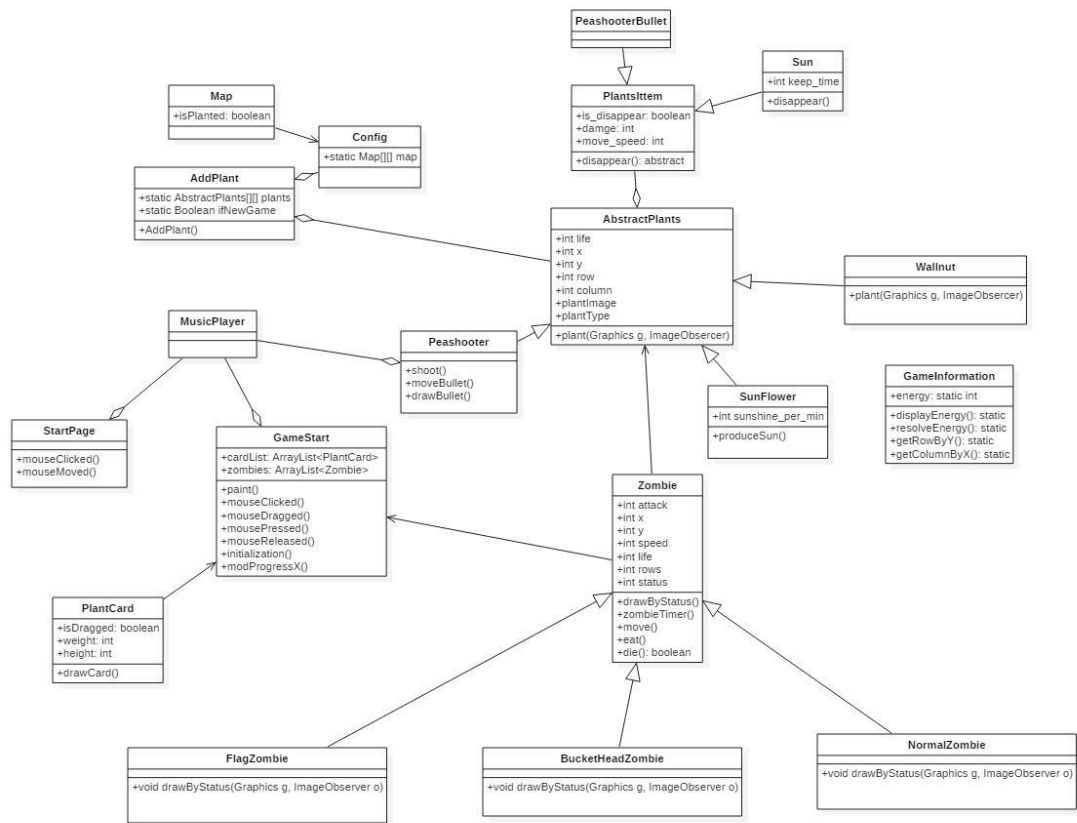 PeashooterBullet
Sun
+int keep_time
+disappear()
PlantsIttem
+is_disappear: boolean
+damge: int
+move_speed: int
+disappear(): abstract
Map
+isPlanted: boolean
Config
+static Map[][] map
AddPlant
+static AbstractPlants[][] plants
+static Boolean ifNewGame
+AddPlant()
AbstractPlants
+int life
+int x
+int y
+int row
+int column
+plantImage
+plantType
+plant(Graphics g, ImageObsercer)
Wallnut
+plant(Graphics g, ImageObsercer)
MusicPlayer
Peashooter
+shoot()
+moveBullet()
+drawBullet()
SunFlower
+int sunshine_per_min
+produceSun()
GameInformation
+energy: static int
+displayEnergy(): static
+resolveEnergy(): static
+getRowByY(): static
+getColumnByX(): static
StartPage
+mouseClicked()
+mouseMoved()
GameStart
+cardList: ArrayList<PlantCard>
+zombies: ArrayList<Zombie>
+paint()
+mouseClicked()
+mouseDragged()
+mousePressed()
+mouseReleased()
+initialization()
+modProgressX()
Zombie
+int attack
+int x
+int y
+int speed
+int life
+int rows
+int status
+drawByStatus()
+zombieTimer()
+move()
+eat()
+die(): boolean
PlantCard
+isDragged: boolean
+weight: int
+height: int
+drawCard()
FlagZombie
+void drawByStatus(Graphics g, ImageObserver o)
BucketHeadZombie
+void drawByStatus(Graphics g, ImageObserver o)
NormalZombie
+void drawByStatus(Graphics g, ImageObserver o)